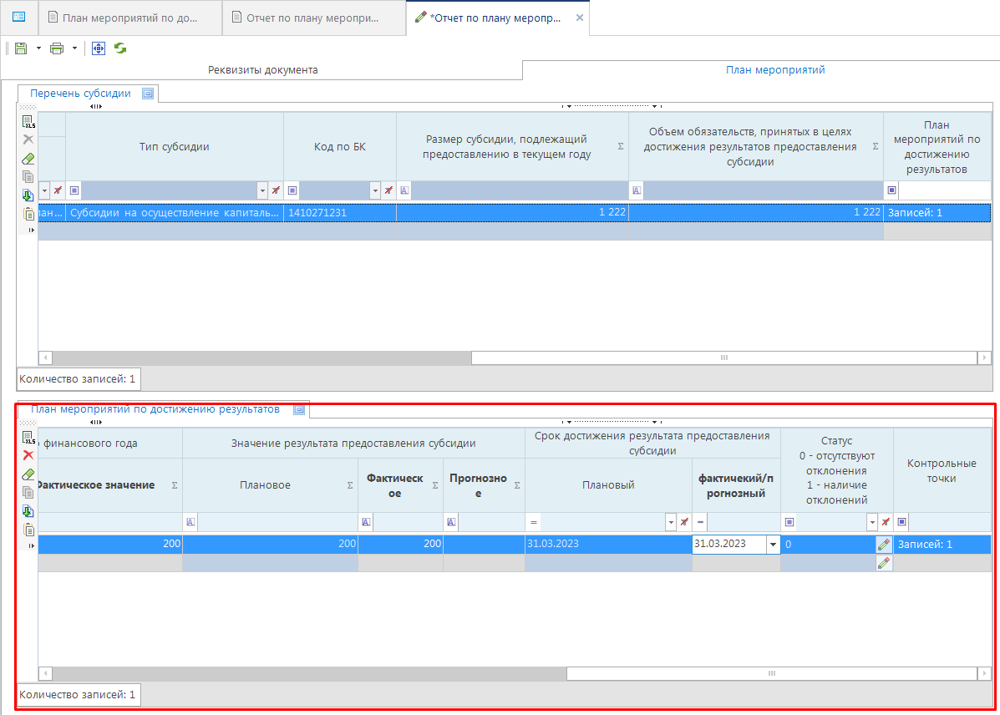 План мероприятий по до...
Отчет по плану меропри...
*Отчет по плану меропр...
Реквизиты документа
План мероприятий
Перечень субсидии
Тип субсидии
Код по БК
Размер субсидии, подлежащий
предоставлению в текущем году
Σ
Объем обязательств, принятых в целях
достижения результатов предоставления
субсидии
Σ
План
мероприятий по
достижению
результатов
лан...
Субсидии на осуществление капиталь...
1410271231
1 222
1 222
Записей: 1
Количество записей: 1
План мероприятий по достижению результатов
о финансового года
Значение результата предоставления субсидии
Срок достижения результата предоставления
субсидии
Статус
0 - отсутствуют
отклонения
1 - наличие
отклонений
Контрольные
точки
Фактическое значение
Σ
Плановое
Σ
Фактическ
ое
Σ
Прогнозно
е
Σ
Плановый
фактичекий/п
рогнозный
200
200
200
31.03.2023
31.03.2023
0
Записей: 1
Количество записей: 1